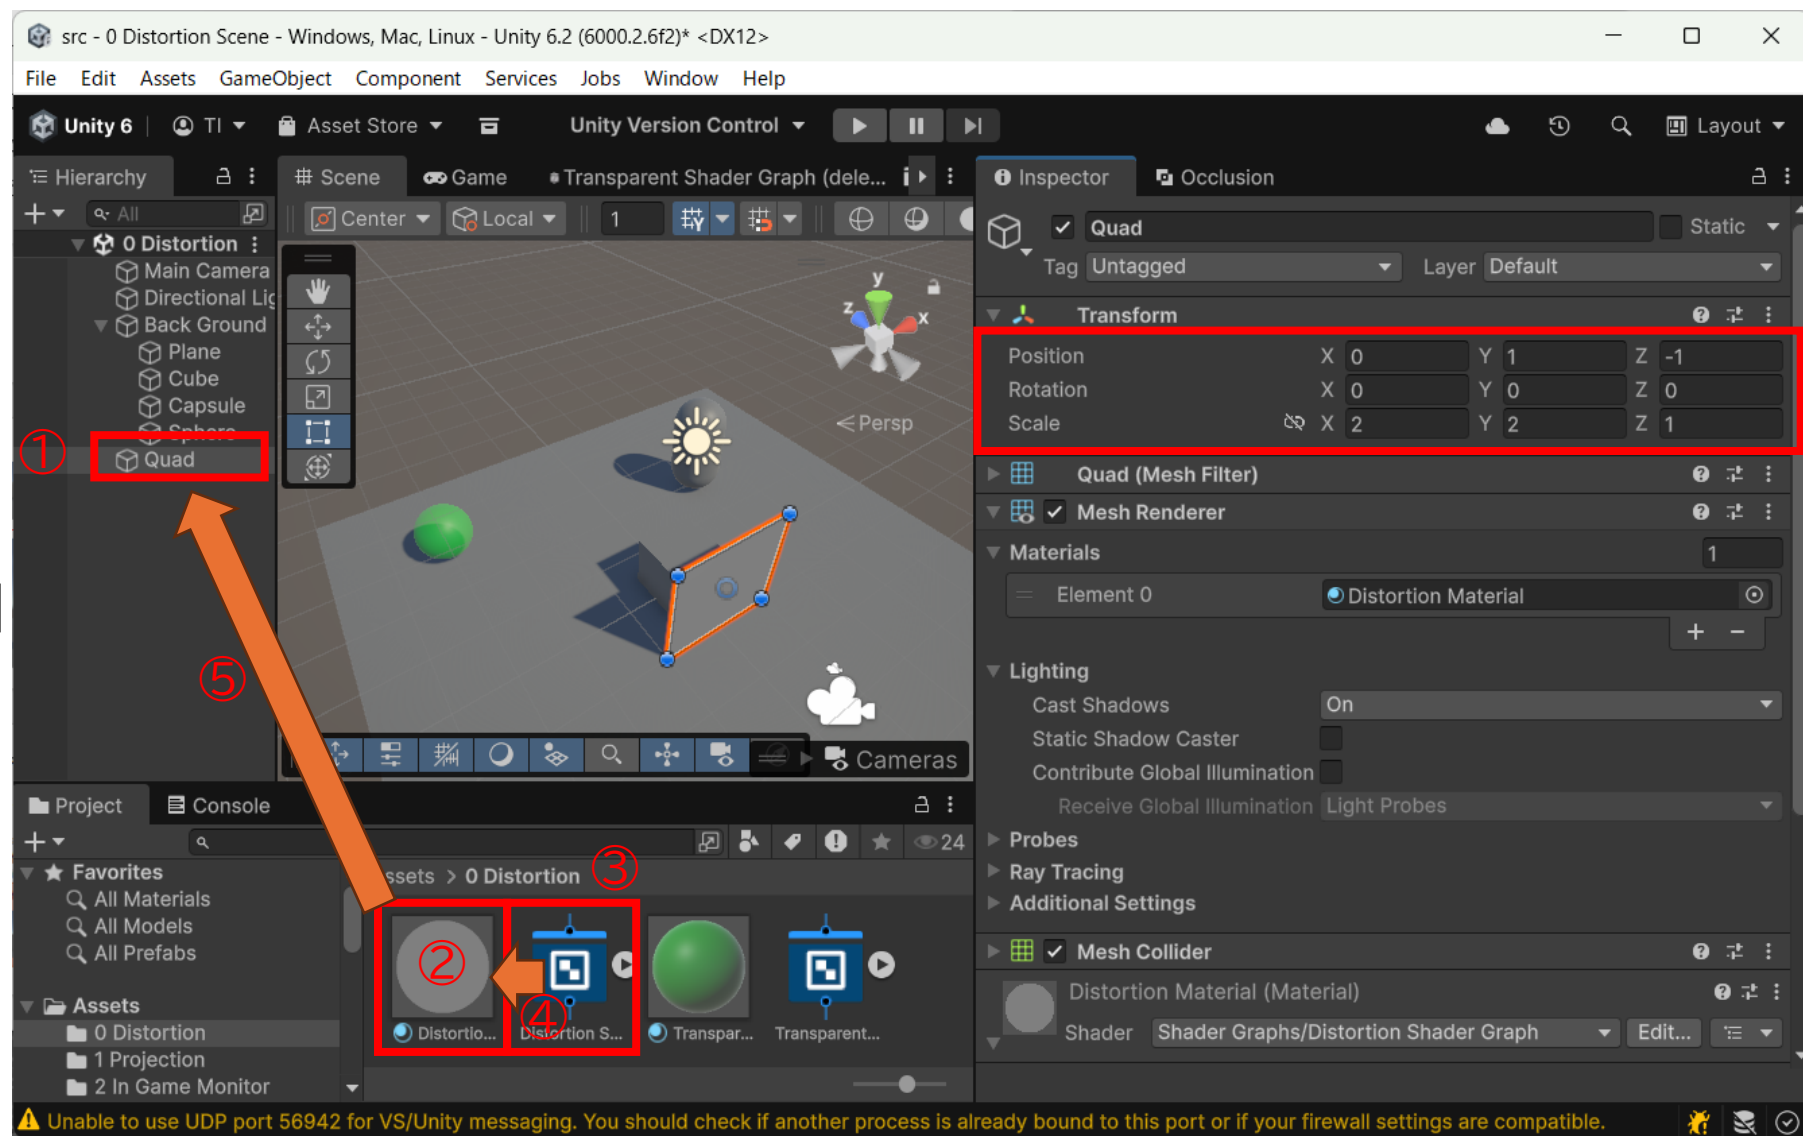 src - 0 Distortion Scene - Windows, Mac, Linux - Unity 6.2 (6000.2.6f2)* <DX12>
File Edit Assets GameObject Component Services Jobs Window Help
Unity 6 TI Asset Store Unity Version Control Layout
Hierarchy
All
0 Distortion
Main Camera
Directional Lig
Back Ground
Plane
Cube
Capsule
Sphere
① Quad
Scene Game Transparent Shader Graph (dele...
Center Local 1
y
z x
Persp
Cameras
⑤
Project Console
24
Favorites
All Materials
All Models
All Prefabs
Assets
0 Distortion
1 Projection
2 In Game Monitor
ssets > 0 Distortion ③
② ④
Distortio... Distortion S... Transpar... Transparent...
Inspector Occlusion
Quad Static
Tag Untagged Layer Default
Transform
Position X 0 Y 1 Z -1
Rotation X 0 Y 0 Z 0
Scale X 2 Y 2 Z 1
Quad (Mesh Filter)
Mesh Renderer
Materials 1
Element 0 Distortion Material
+ -
Lighting
Cast Shadows On
Static Shadow Caster
Contribute Global Illumination
Receive Global Illumination Light Probes
Probes
Ray Tracing
Additional Settings
Mesh Collider
Distortion Material (Material)
Shader Shader Graphs/Distortion Shader Graph Edit...
Unable to use UDP port 56942 for VS/Unity messaging. You should check if another process is already bound to this port or if your firewall settings are compatible.